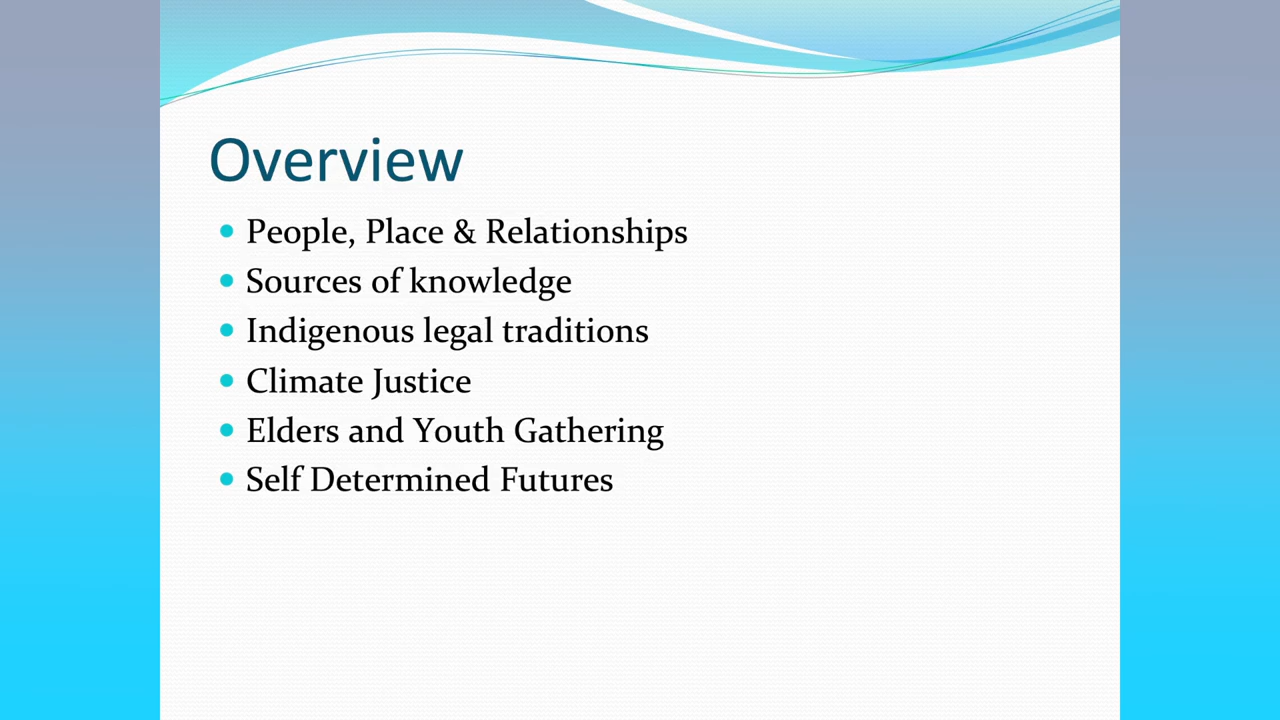 Overview
People, Place & Relationships
Sources of knowledge
Indigenous legal traditions
Climate Justice
Elders and Youth Gathering
Self Determined Futures